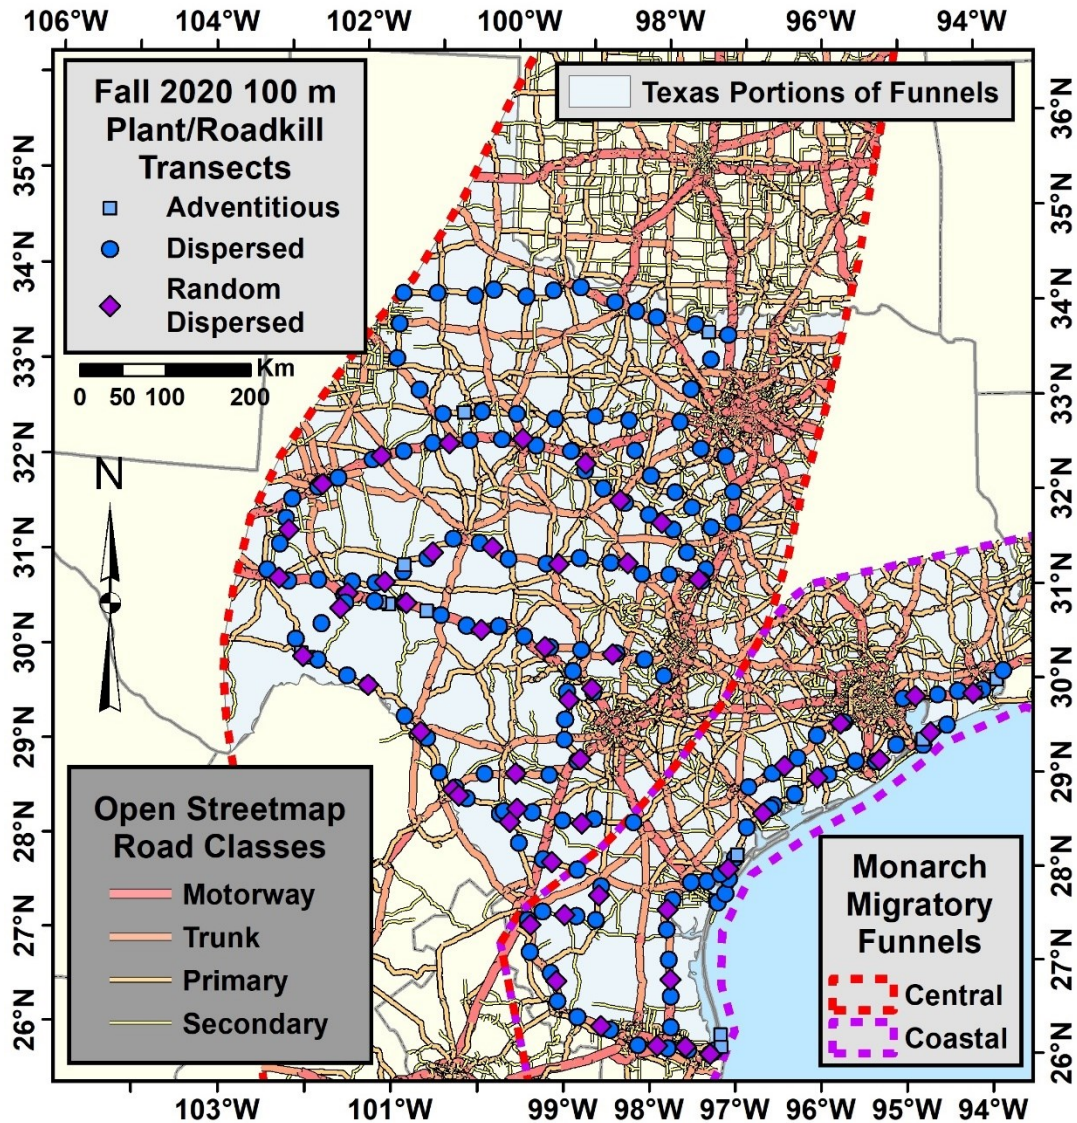 106°W 102°W 100°W 98°W 96°W 94°W
Fall 2020 100 m
Plant/Roadkill
Transects
Adventitious
Dispersed
Random
Dispersed
Texas Portions of Funnels
Km
0 50 100 200
N
35°N
34°N
33°N
32°N
31°N
30°N
29°N
28°N
27°N
26°N
36°N
35°N
34°N
33°N
32°N
31°N
30°N
29°N
28°N
27°N
26°N
Open Streetmap
Road Classes
Motorway
Trunk
Primary
Secondary
Monarch
Migratory
Funnels
Central
Coastal
103°W 101°W 99°W 98°W 97°W 96°W 95°W 94°W